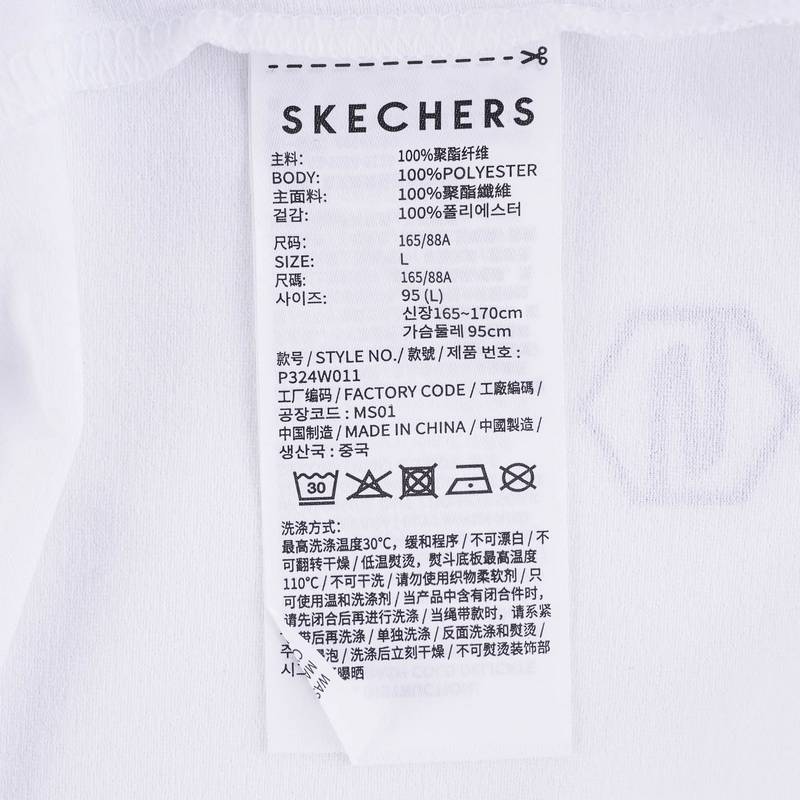 SKECHERS
主料: 100%聚酯纤维
BODY: 100%POLYESTER
主面料: 100%聚酯纖維
겉감: 100%폴리에스터
尺码: 165/88A
SIZE: L
尺碼: 165/88A
사이즈: 95 (L)
신장165~170cm
가슴둘레 95cm
款号 / STYLE NO./ 款號 / 제품 번호 :
P324W011
工厂编码 / FACTORY CODE / 工廠編碼 /
공장코드 : MS01
中国制造 / MADE IN CHINA / 中國製造 /
생산국 : 중국
30
洗涤方式:
最高洗涤温度30℃，缓和程序 / 不可漂白 / 不
可翻转干燥 / 低温熨烫，熨斗底板最高温度
110℃ / 不可干洗 / 请勿使用织物柔软剂 / 只
可使用温和洗涤剂 / 当产品中含有闭合件时，
请先闭合后再进行洗涤 / 当绳带款时，请系紧
带后再洗涤 / 单独洗涤 / 反面洗涤和熨烫 /
泡 / 洗涤后立刻干燥 / 不可熨烫装饰部
曝晒